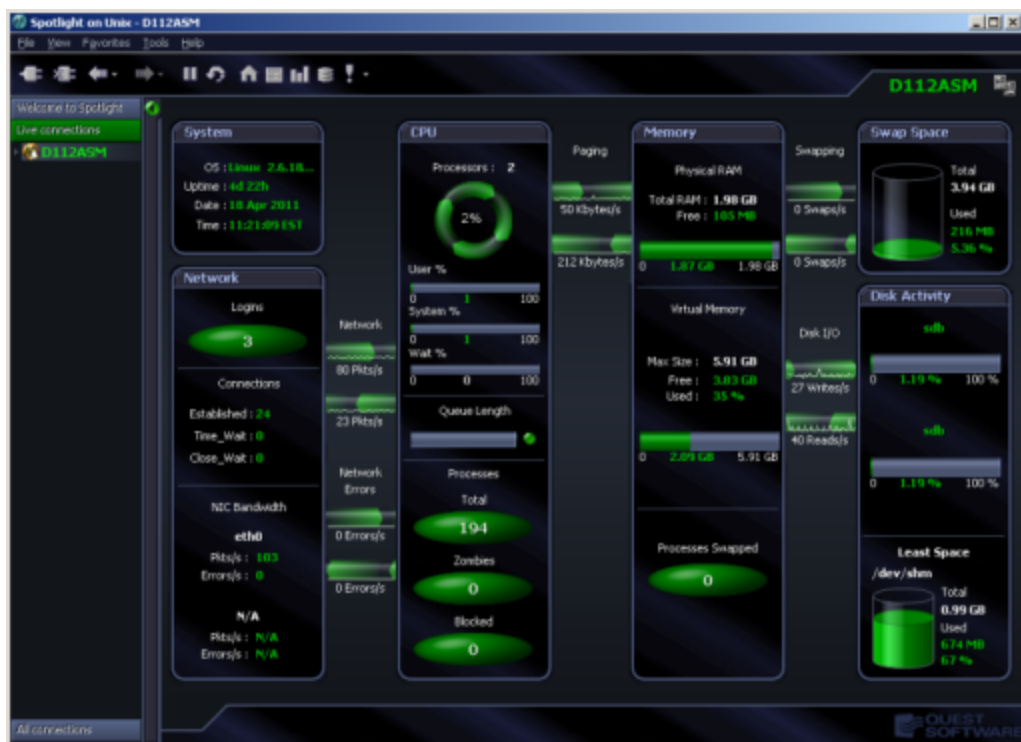 Spotlight on Unix - D112ASM
File View Favorites Tools Help
D112ASM
Welcome to Spotlight
Live connections
D112ASM
All connections
System
OS : Linux 2.6.18...
Uptime : 4d 22h
Date : 18 Apr 2011
Time : 11:21:09 EST
Network
Logins
3
Connections
Established : 24
Time_Wait : 0
Close_Wait : 0
NIC Bandwidth
eth0
Pkts/s : 103
Errors/s : 0
N/A
Pkts/s : N/A
Errors/s : N/A
Network
80 Pkts/s
23 Pkts/s
Network
Errors
0 Errors/s
0 Errors/s
CPU
Processors : 2
2%
User %
0 1 100
System %
0 1 100
Wait %
0 0 100
Queue Length
Processes
Total
194
Zombies
0
Blocked
0
Paging
50 Kbytes/s
212 Kbytes/s
Memory
Physical RAM
Total RAM : 1.98 GB
Free : 105 MB
0 1.87 GB 1.98 GB
Virtual Memory
Max Size : 5.91 GB
Free : 3.83 GB
Used : 35 %
0 2.09 GB 5.91 GB
Processes Swapped
0
Swapping
0 Swaps/s
0 Swaps/s
Disk I/O
27 Writes/s
40 Reads/s
Swap Space
Total
3.94 GB
Used
216 MB
5.36 %
Disk Activity
sdb
0 1.19 % 100 %
sdb
0 1.19 % 100 %
Least Space
/dev/shm
Total
0.99 GB
Used
674 MB
67 %
QUEST
SOFTWARE